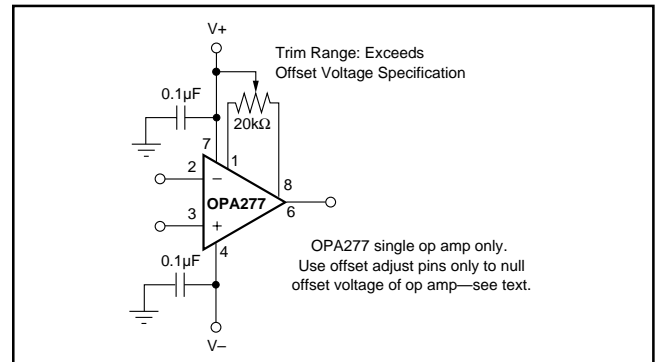 V+
Trim Range: Exceeds
Offset Voltage Specification
0.1µF
20kΩ
7
1
2
−
8
OPA277
6
3
+
4
OPA277 single op amp only.
Use offset adjust pins only to null
offset voltage of op amp—see text.
0.1µF
V−